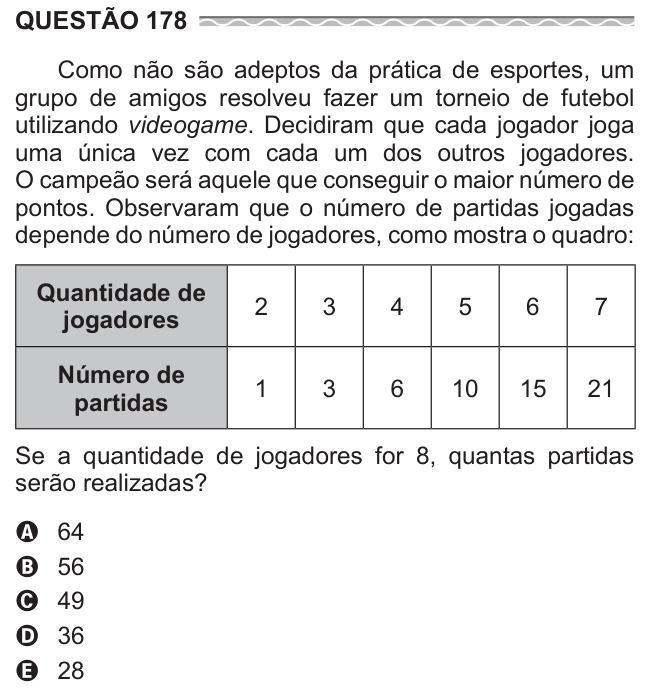 QUESTÃO 178
Como não são adeptos da prática de esportes, um
grupo de amigos resolveu fazer um torneio de futebol
utilizando videogame. Decidiram que cada jogador joga
uma única vez com cada um dos outros jogadores.
O campeão será aquele que conseguir o maior número de
pontos. Observaram que o número de partidas jogadas
depende do número de jogadores, como mostra o quadro:
Quantidade de
jogadores 2 3 4 5 6 7
Número de
partidas 1 3 6 10 15 21
Se a quantidade de jogadores for 8, quantas partidas
serão realizadas?
A 64
B 56
C 49
D 36
E 28